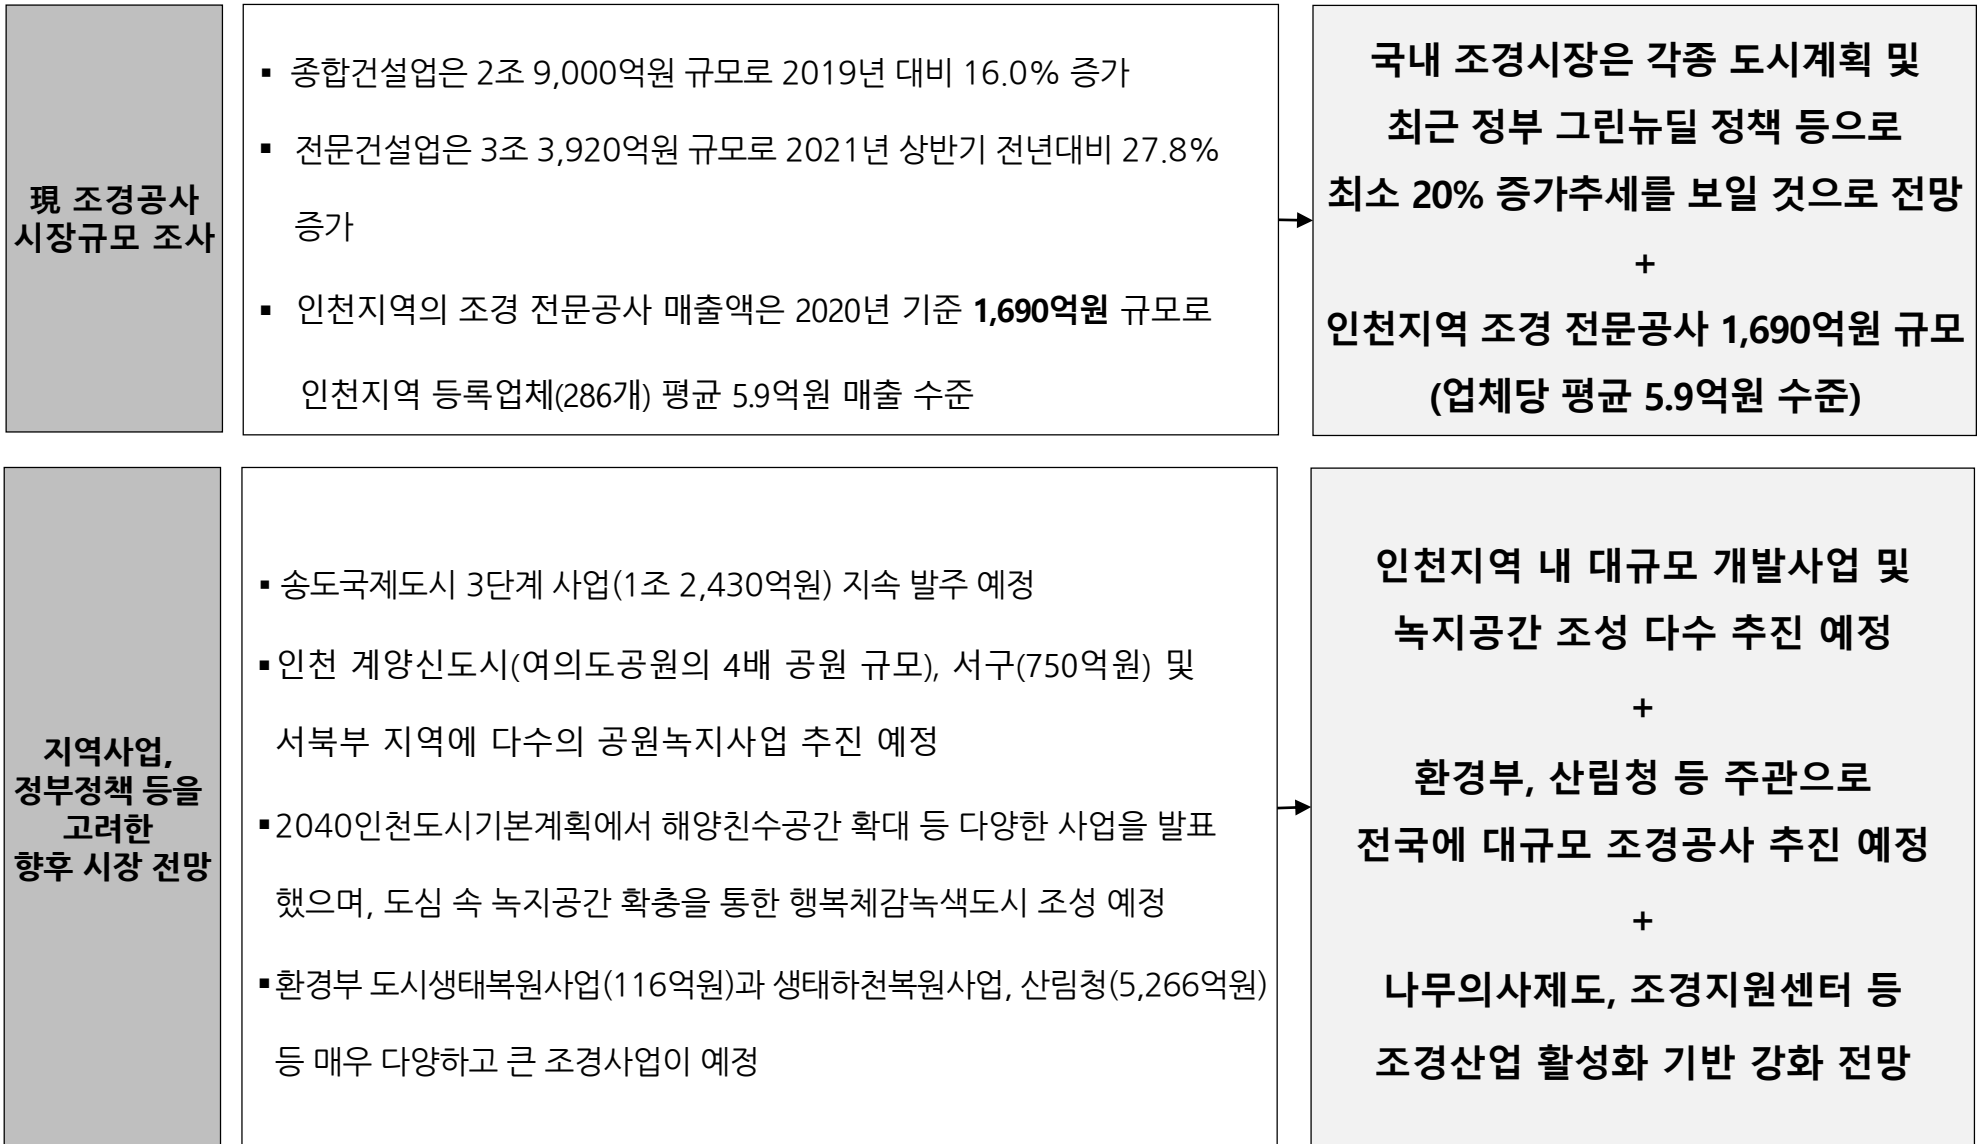 現 조경공사
시장규모 조사
▪ 종합건설업은 2조 9,000억원 규모로 2019년 대비 16.0% 증가
▪ 전문건설업은 3조 3,920억원 규모로 2021년 상반기 전년대비 27.8%
증가
▪ 인천지역의 조경 전문공사 매출액은 2020년 기준 1,690억원 규모로
인천지역 등록업체(286개) 평균 5.9억원 매출 수준
국내 조경시장은 각종 도시계획 및
최근 정부 그린뉴딜 정책 등으로
최소 20% 증가추세를 보일 것으로 전망
+
인천지역 조경 전문공사 1,690억원 규모
(업체당 평균 5.9억원 수준)
지역사업,
정부정책 등을
고려한
향후 시장 전망
▪ 송도국제도시 3단계 사업(1조 2,430억원) 지속 발주 예정
▪ 인천 계양신도시(여의도공원의 4배 공원 규모), 서구(750억원) 및
서북부 지역에 다수의 공원녹지사업 추진 예정
▪ 2040인천도시기본계획에서 해양친수공간 확대 등 다양한 사업을 발표
했으며, 도심 속 녹지공간 확충을 통한 행복체감녹색도시 조성 예정
▪ 환경부 도시생태복원사업(116억원)과 생태하천복원사업, 산림청(5,266억원)
등 매우 다양하고 큰 조경사업이 예정
인천지역 내 대규모 개발사업 및
녹지공간 조성 다수 추진 예정
+
환경부, 산림청 등 주관으로
전국에 대규모 조경공사 추진 예정
+
나무의사제도, 조경지원센터 등
조경산업 활성화 기반 강화 전망